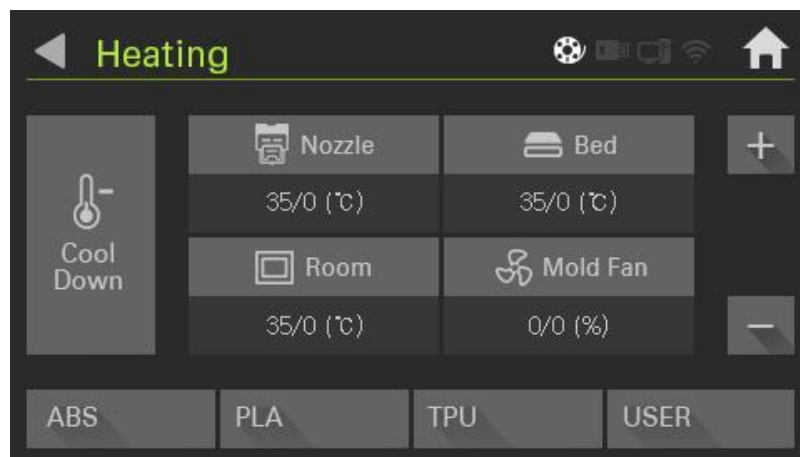 Heating
Nozzle
Bed
+
35/0 (℃)
35/0 (℃)
Cool
Down
Room
Mold Fan
35/0 (℃)
0/0 (%)
−
ABS
PLA
TPU
USER